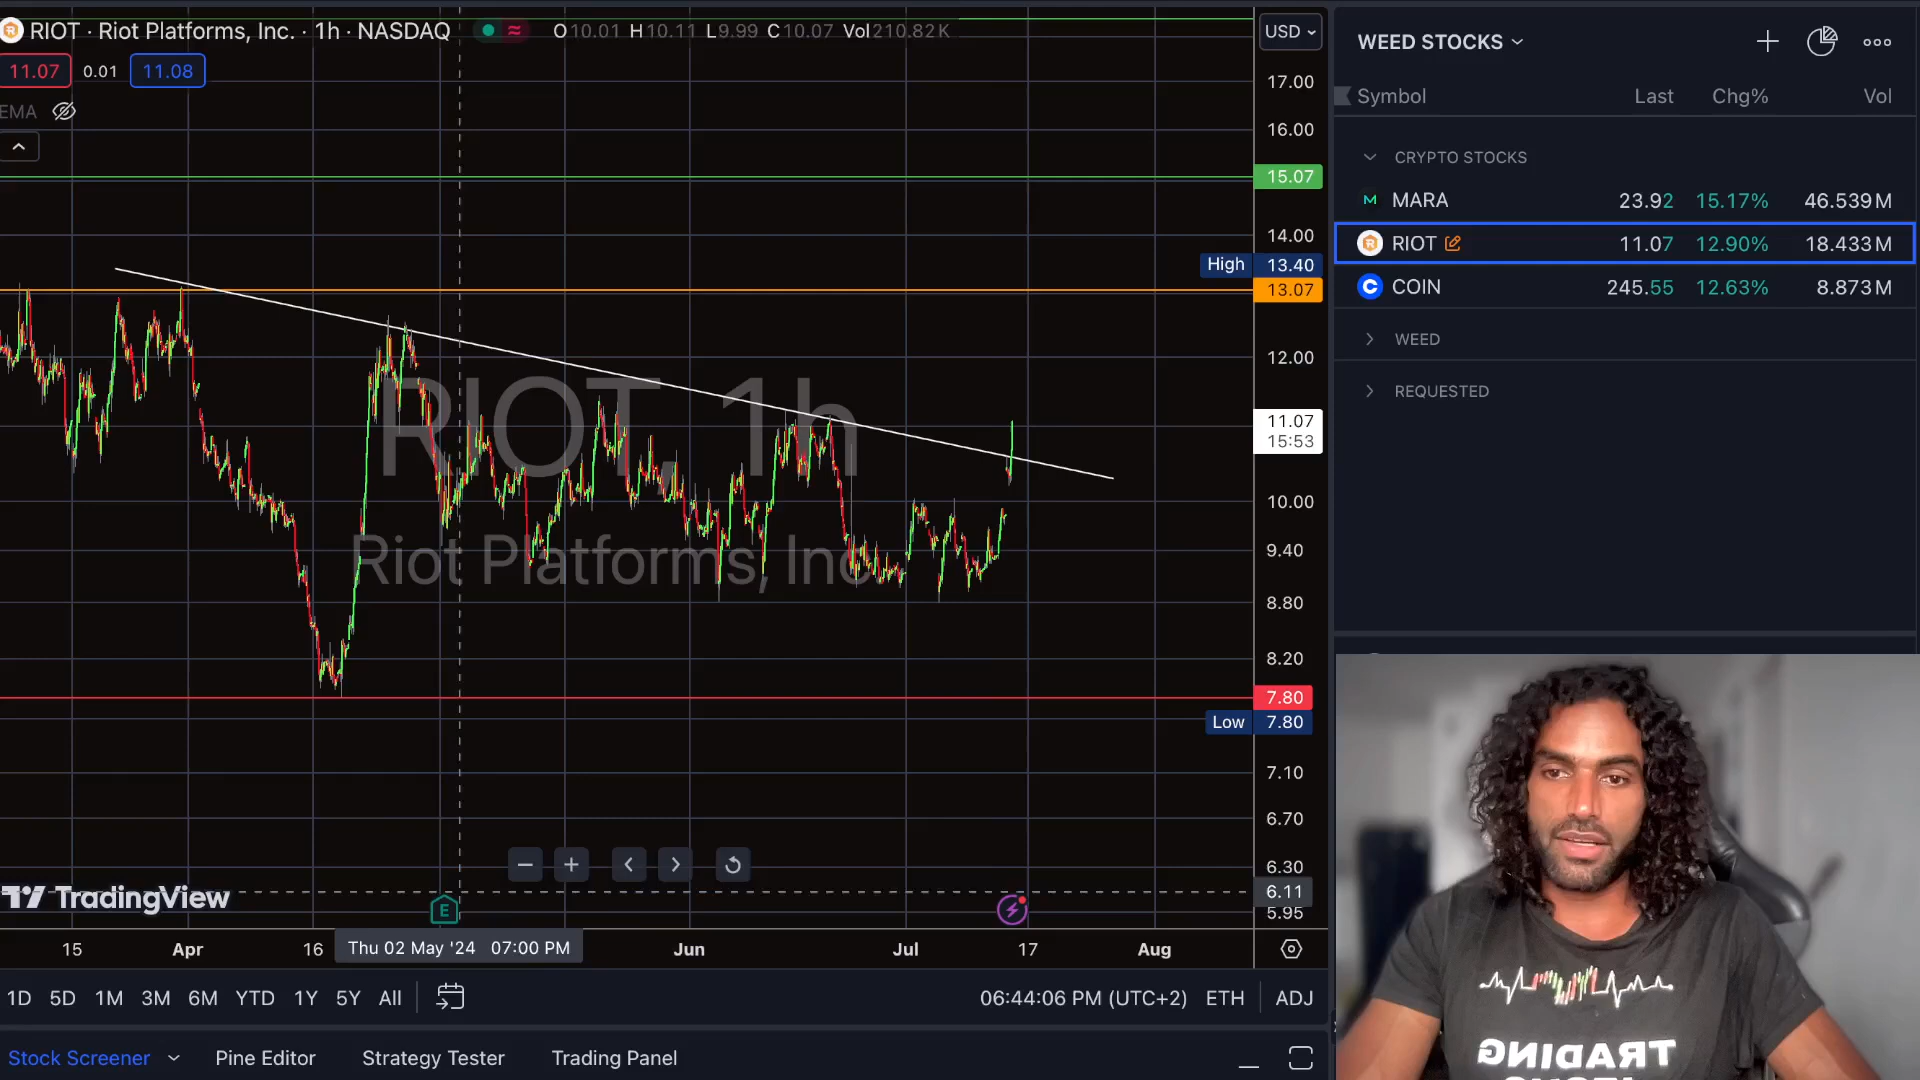 RIOT · Riot Platforms, Inc. · 1h · NASDAQ O10.01 H10.11 L9.99 C10.07 Vol210.82K
USD
11.07 0.01 11.08
EMA
17.00
16.00
15.07
14.00
High 13.40
13.07
12.00
11.07
15:53
10.00
9.40
8.80
8.20
7.80
Low 7.80
7.10
6.70
6.30
6.11
5.95
RIOT, 1h
Riot Platforms, Inc.
TradingView
E
15 Apr 16 Thu 02 May '24 07:00 PM Jun Jul 17 Aug
1D 5D 1M 3M 6M YTD 1Y 5Y All 06:44:06 PM (UTC+2) ETH ADJ
Stock Screener Pine Editor Strategy Tester Trading Panel
WEED STOCKS
Symbol Last Chg% Vol
CRYPTO STOCKS
MARA 23.92 15.17% 46.539M
RIOT 11.07 12.90% 18.433M
COIN 245.55 12.63% 8.873M
WEED
REQUESTED
TRADING